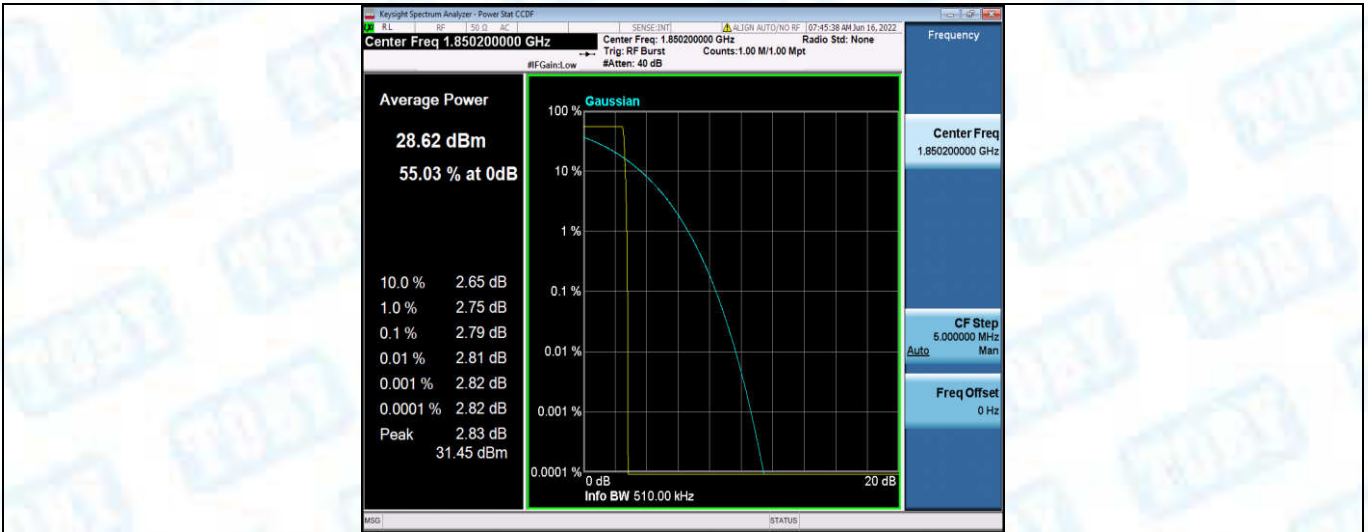 Keysight Spectrum Analyzer - Power Stat CCDF
RL RF 50 Ω AC SENSE:INT ALIGN AUTO/NO RF 07:45:38 AM Jun 16, 2022
Center Freq 1.850200000 GHz
Center Freq: 1.850200000 GHz Radio Std: None
Trig: RF Burst Counts:1.00 M/1.00 Mpt
#IFGain:Low #Atten: 40 dB
Frequency
Center Freq
1.850200000 GHz
CF Step
5.000000 MHz
Auto Man
Freq Offset
0 Hz
Average Power
28.62 dBm
55.03 % at 0dB
10.0 % 2.65 dB
1.0 % 2.75 dB
0.1 % 2.79 dB
0.01 % 2.81 dB
0.001 % 2.82 dB
0.0001 % 2.82 dB
Peak 2.83 dB
31.45 dBm
Gaussian
100 %
10 %
1 %
0.1 %
0.01 %
0.001 %
0.0001 %
0 dB 20 dB
Info BW 510.00 kHz
MSG STATUS